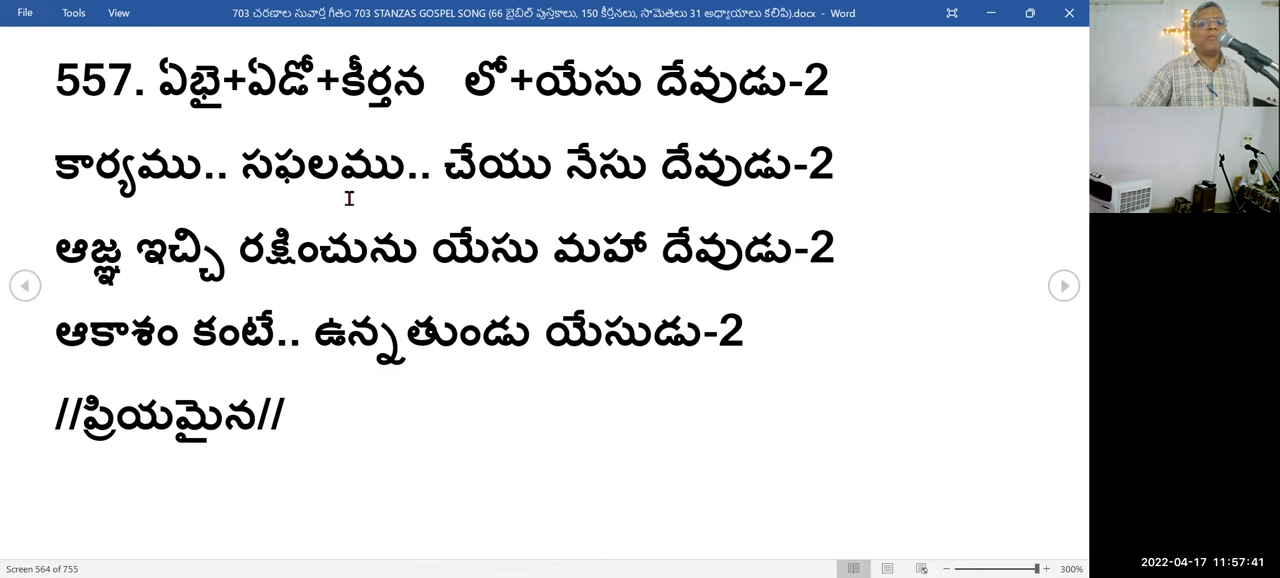 File Tools View 703 చరణాల సువార్త గీతం 703 STANZAS GOSPEL SONG (66 బైబిల్ పుస్తకాలు, 150 కీర్తనలు, సామెతలు 31 అధ్యాయాలు కలిపి).docx - Word
557. ఏభై+ఏడో+కీర్తన లో+యేసు దేవుడు-2
కార్యము.. సఫలము.. చేయు నేసు దేవుడు-2
ఆజ్ఞ ఇచ్చి రక్షించును యేసు మహా దేవుడు-2
ఆకాశం కంటే.. ఉన్నతుండు యేసుడు-2
//ప్రియమైన//
2022-04-17 11:57:41
Screen 564 of 755
300%